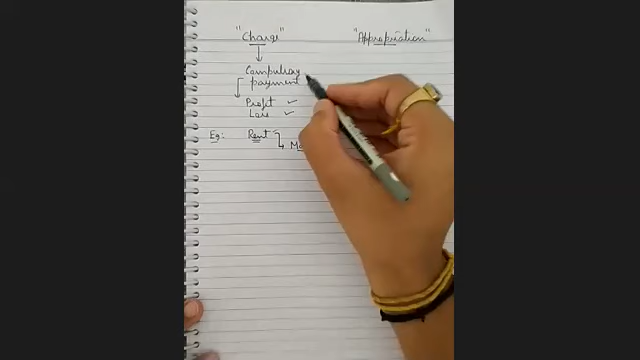 "Charge" "Appropriation"
Compulsory
payment
Profit ✓
Loss ✓
Eg: Rent